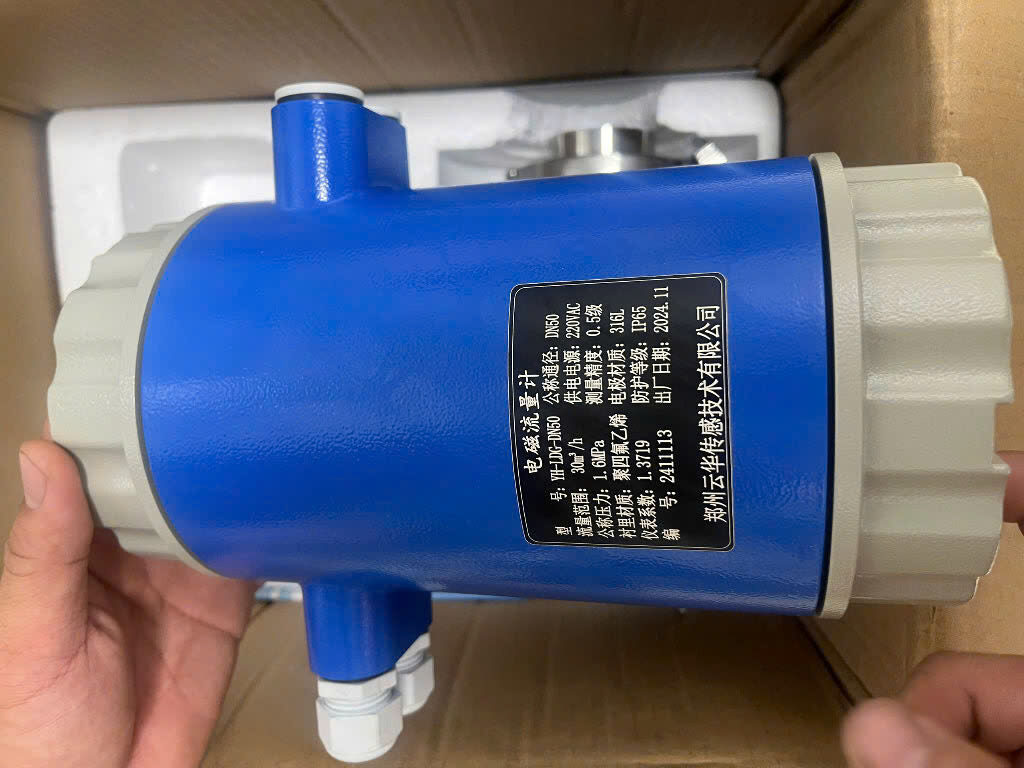 电磁流量计
型 号：YH-LDG-DN50 公称通径：DN50
流量范围： 30m³/h 供电电源：220VAC
公称压力：1.6MPa 测量精度：0.5级
衬里材质：聚四氟乙烯 电极材质：316L
仪表系数：1.3719 防护等级：IP65
编 号：2411113 出厂日期：2024.11
郑州云华传感技术有限公司